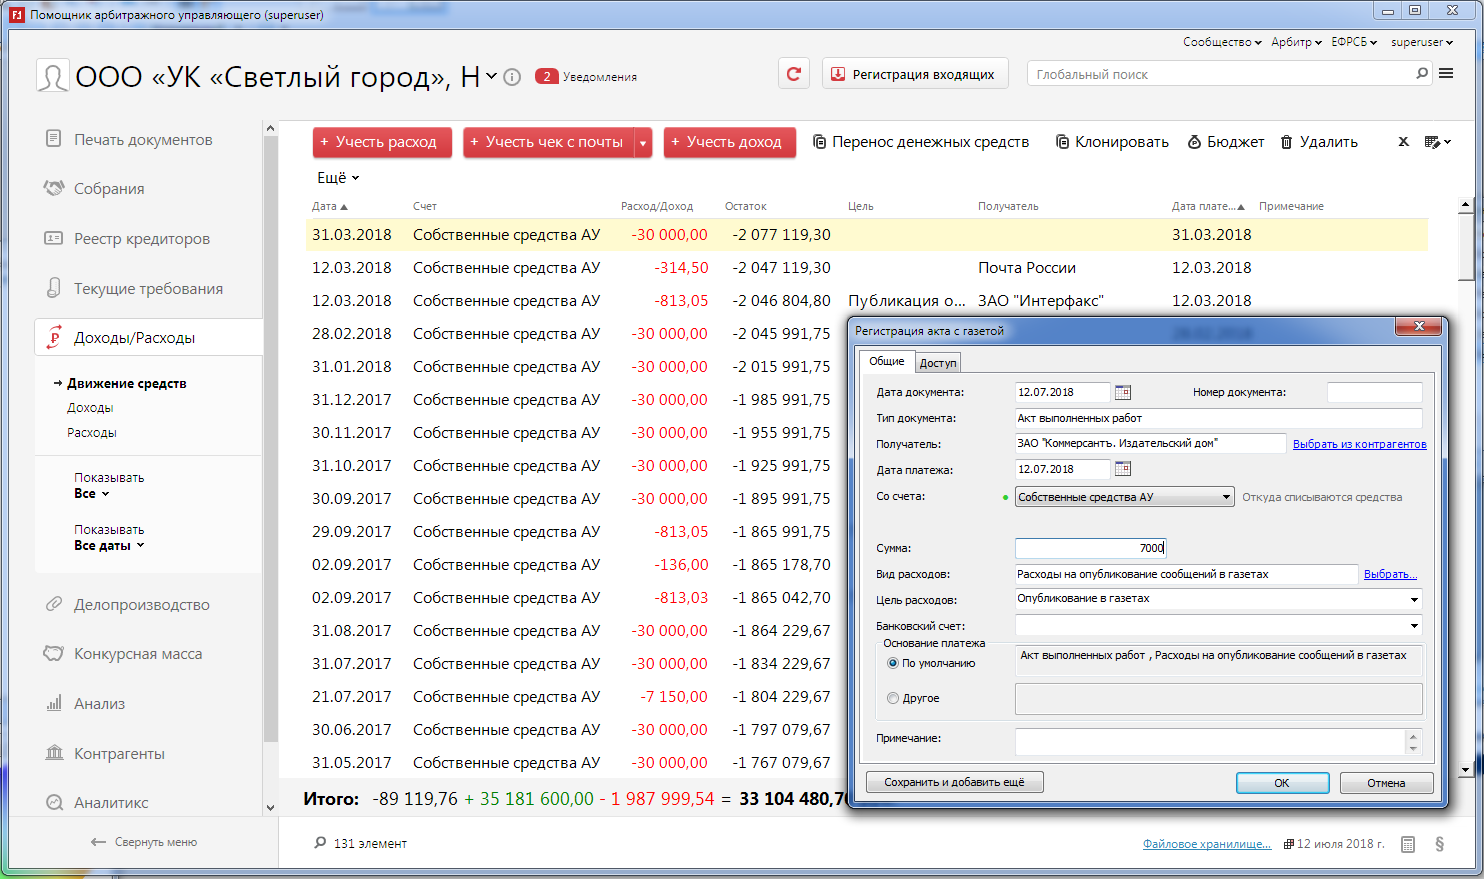 Помощник арбитражного управляющего (superuser)
Сообщество Арбитр ЕФРСБ superuser
ООО «УК «Светлый город», Н 2 Уведомления
Регистрация входящих
Глобальный поиск
Печать документов
Собрания
Реестр кредиторов
Текущие требования
Доходы/Расходы
Движение средств
Доходы
Расходы
Показывать
Все
Показывать
Все даты
Делопроизводство
Конкурсная масса
Анализ
Контрагенты
Аналитикс
Свернуть меню
+ Учесть расход + Учесть чек с почты + Учесть доход Перенос денежных средств Клонировать Бюджет Удалить
Ещё
Дата Счет Расход/Доход Остаток Цель Получатель Дата плате... Примечание
31.03.2018 Собственные средства АУ -30 000,00 -2 077 119,30 31.03.2018
12.03.2018 Собственные средства АУ -314,50 -2 047 119,30 Почта России 12.03.2018
12.03.2018 Собственные средства АУ -813,05 -2 046 804,80 Публикация о... ЗАО "Интерфакс" 12.03.2018
28.02.2018 Собственные средства АУ -30 000,00 -2 045 991,75
31.01.2018 Собственные средства АУ -30 000,00 -2 015 991,75
31.12.2017 Собственные средства АУ -30 000,00 -1 985 991,75
30.11.2017 Собственные средства АУ -30 000,00 -1 955 991,75
31.10.2017 Собственные средства АУ -30 000,00 -1 925 991,75
30.09.2017 Собственные средства АУ -30 000,00 -1 895 991,75
29.09.2017 Собственные средства АУ -813,05 -1 865 991,75
02.09.2017 Собственные средства АУ -136,00 -1 865 178,70
02.09.2017 Собственные средства АУ -813,03 -1 865 042,70
31.08.2017 Собственные средства АУ -30 000,00 -1 864 229,67
31.07.2017 Собственные средства АУ -30 000,00 -1 834 229,67
21.07.2017 Собственные средства АУ -7 150,00 -1 804 229,67
30.06.2017 Собственные средства АУ -30 000,00 -1 797 079,67
31.05.2017 Собственные средства АУ -30 000,00 -1 767 079,67
Итого: -89 119,76 + 35 181 600,00 - 1 987 999,54 = 33 104 480,70
131 элемент
Файловое хранилище... 12 июля 2018 г. §
Регистрация акта с газетой
Общие Доступ
Дата документа: 12.07.2018 Номер документа:
Тип документа: Акт выполненных работ
Получатель: ЗАО "Коммерсантъ. Издательский дом" Выбрать из контрагентов
Дата платежа: 12.07.2018
Со счета: Собственные средства АУ Откуда списываются средства
Сумма: 7000
Вид расходов: Расходы на опубликование сообщений в газетах Выбрать...
Цель расходов: Опубликование в газетах
Банковский счет:
Основание платежа
По умолчанию Акт выполненных работ , Расходы на опубликование сообщений в газетах
Другое
Примечание:
Сохранить и добавить ещё ОК Отмена